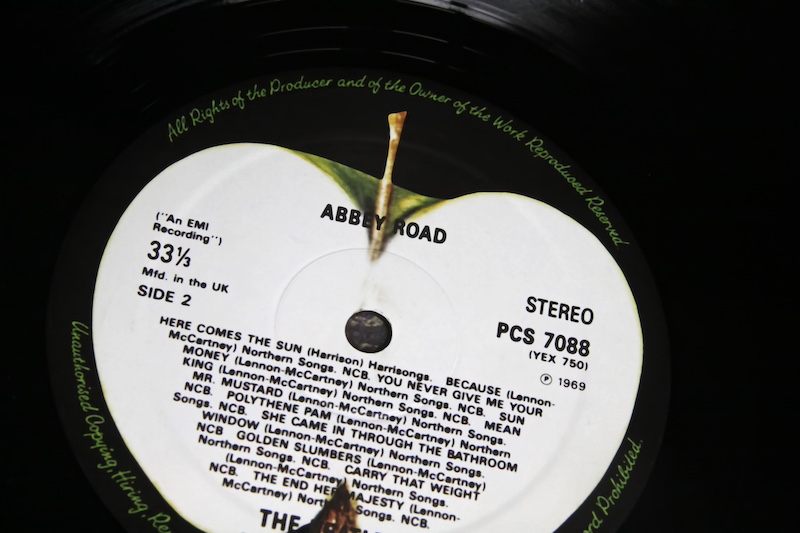 All Rights of the Producer and of the Owner of the Work Reproduced Reserved
ABBEY ROAD
("An EMI
Recording")
33⅓
Mfd. in the UK
SIDE 2
STEREO
PCS 7088
(YEX 750)
℗ 1969
HERE COMES THE SUN (Harrison) Harrisongs. BECAUSE (Lennon-
McCartney) Northern Songs. NCB. YOU NEVER GIVE ME YOUR
MONEY (Lennon-McCartney) Northern Songs. NCB. SUN
KING (Lennon-McCartney) Northern Songs. NCB. MEAN
MR. MUSTARD (Lennon-McCartney) Northern Songs.
NCB. POLYTHENE PAM (Lennon-McCartney) Northern
Songs. NCB. SHE CAME IN THROUGH THE BATHROOM
WINDOW (Lennon-McCartney) Northern Songs.
NCB GOLDEN SLUMBERS (Lennon-McCartney)
Northern Songs. NCB. CARRY THAT WEIGHT
(Lennon-McCartney) Northern Songs.
NCB. THE END HER MAJESTY (Lennon-
McCartney) Northern Songs. NCB.
THE
Unauthorised Copying, Hiring,
Prohibited.